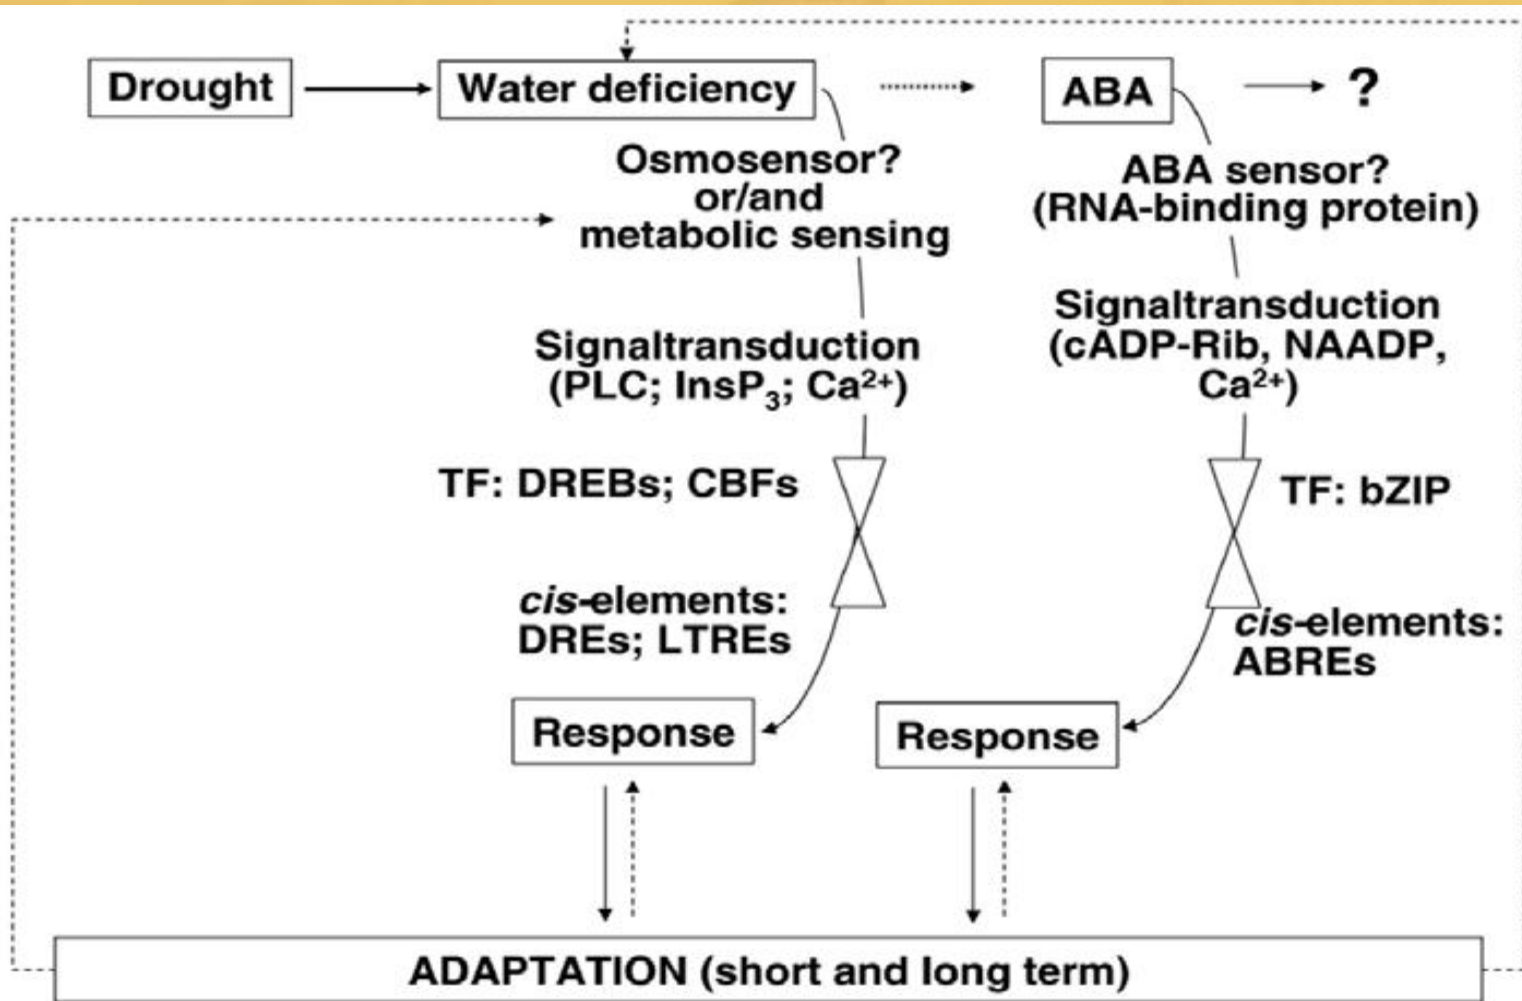 Drought
Water deficiency
ABA
?
Osmosensor?
or/and
metabolic sensing
ABA sensor?
(RNA-binding protein)
Signaltransduction
(PLC; InsP₃; Ca²⁺)
Signaltransduction
(cADP-Rib, NAADP,
Ca²⁺)
TF: DREBs; CBFs
TF: bZIP
cis-elements:
DREs; LTREs
cis-elements:
ABREs
Response
Response
ADAPTATION (short and long term)